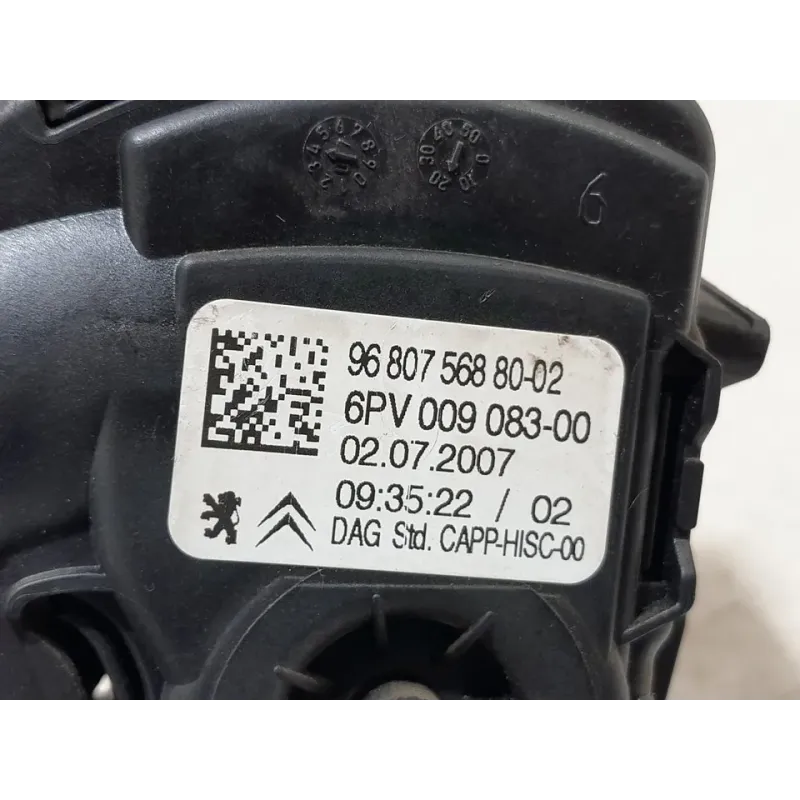 6
96 807 568 80-02
6PV 009 083-00
02.07.2007
09:35:22 / 02
DAG Std. CAPP-HISC-00